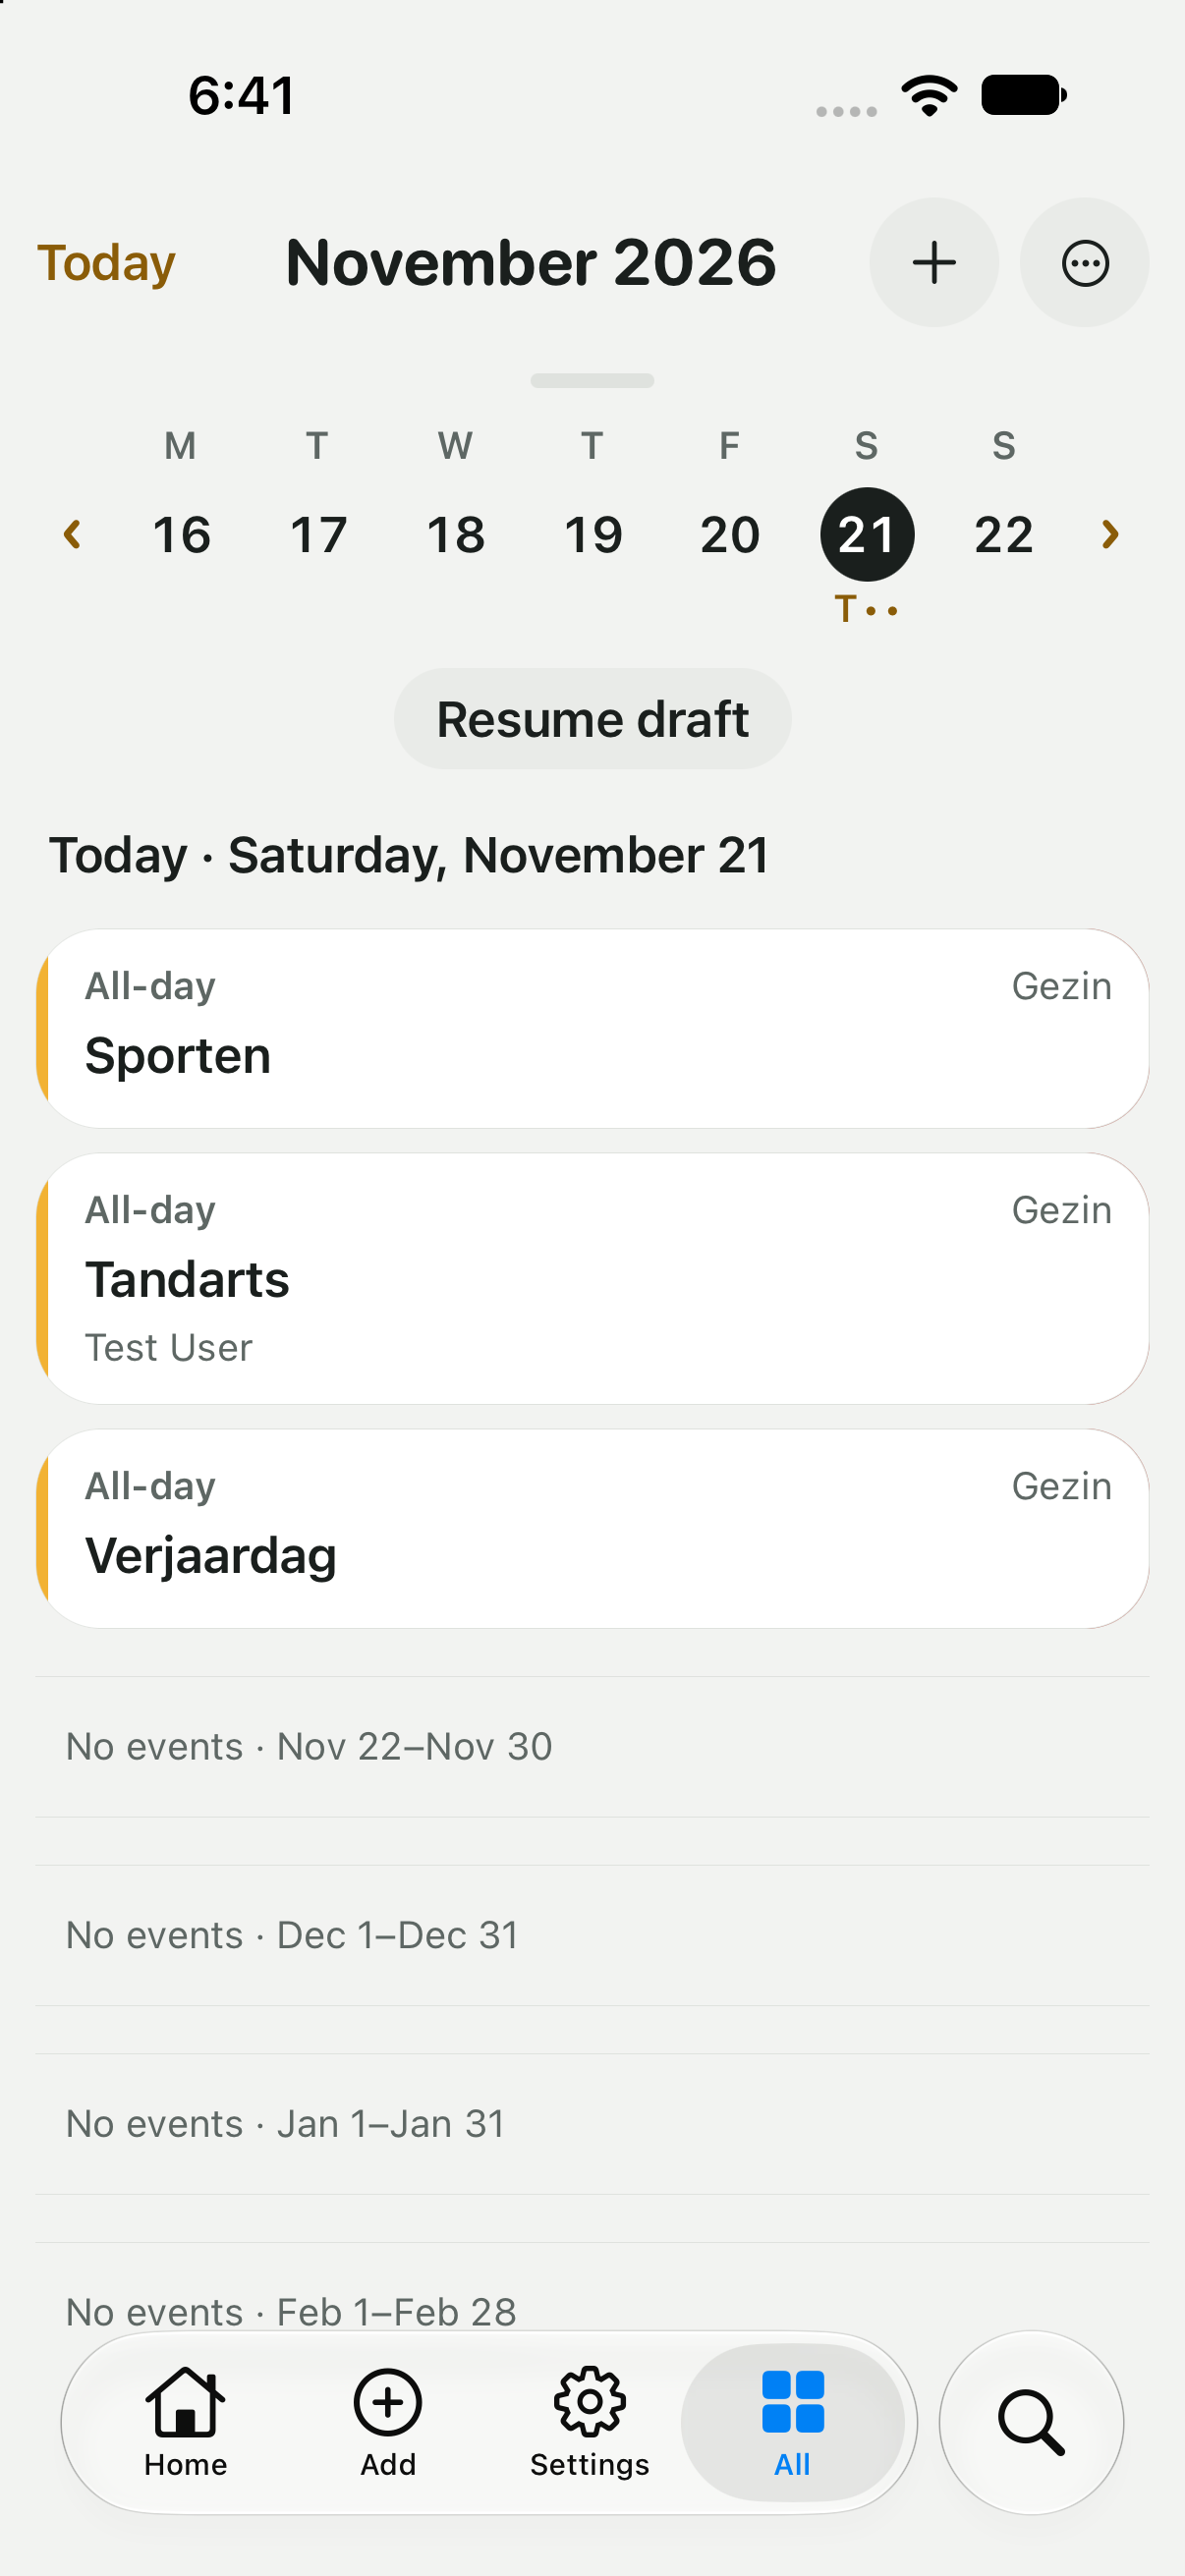 6:41
Today November 2026
M T W T F S S
16 17 18 19 20 21 22
T
Resume draft
Today · Saturday, November 21
All-day Gezin
Sporten
All-day Gezin
Tandarts
Test User
All-day Gezin
Verjaardag
No events · Nov 22–Nov 30
No events · Dec 1–Dec 31
No events · Jan 1–Jan 31
No events · Feb 1–Feb 28
Home Add Settings All